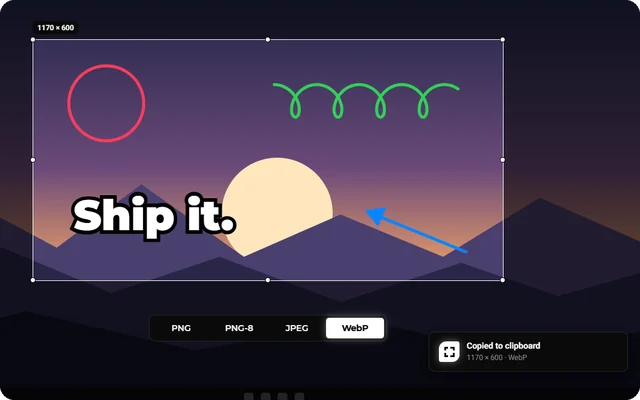 1170 × 600
Ship it.
PNG PNG-8 JPEG WebP
Copied to clipboard
1170 × 600 · WebP